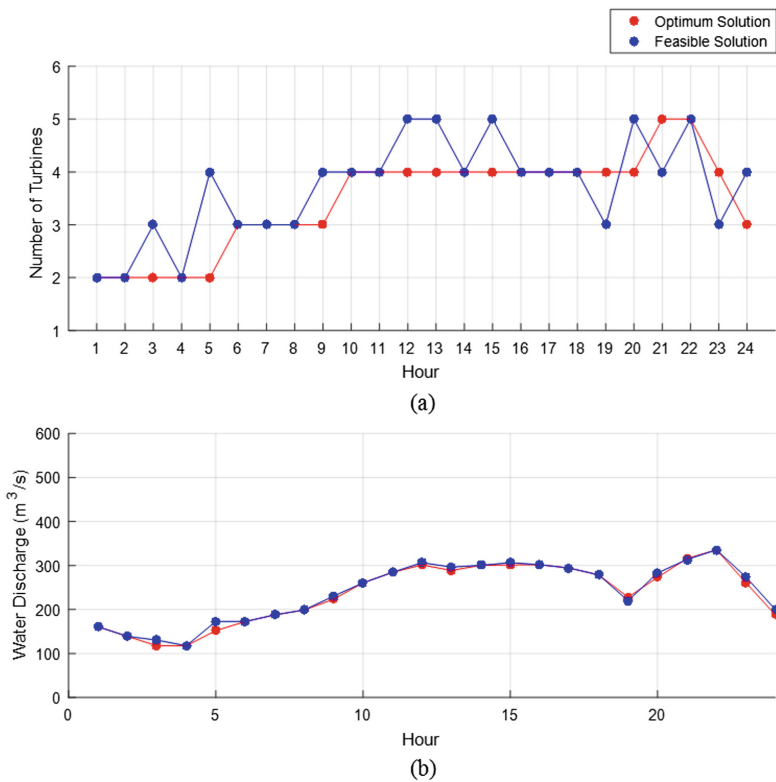 Optimum Solution
Feasible Solution
6
5
4
3
2
1
Number of Turbines
1 2 3 4 5 6 7 8 9 10 11 12 13 14 15 16 17 18 19 20 21 22 23 24
Hour
(a)
600
500
400
300
200
100
0
Water Discharge (m³/s)
0 5 10 15 20
Hour
(b)